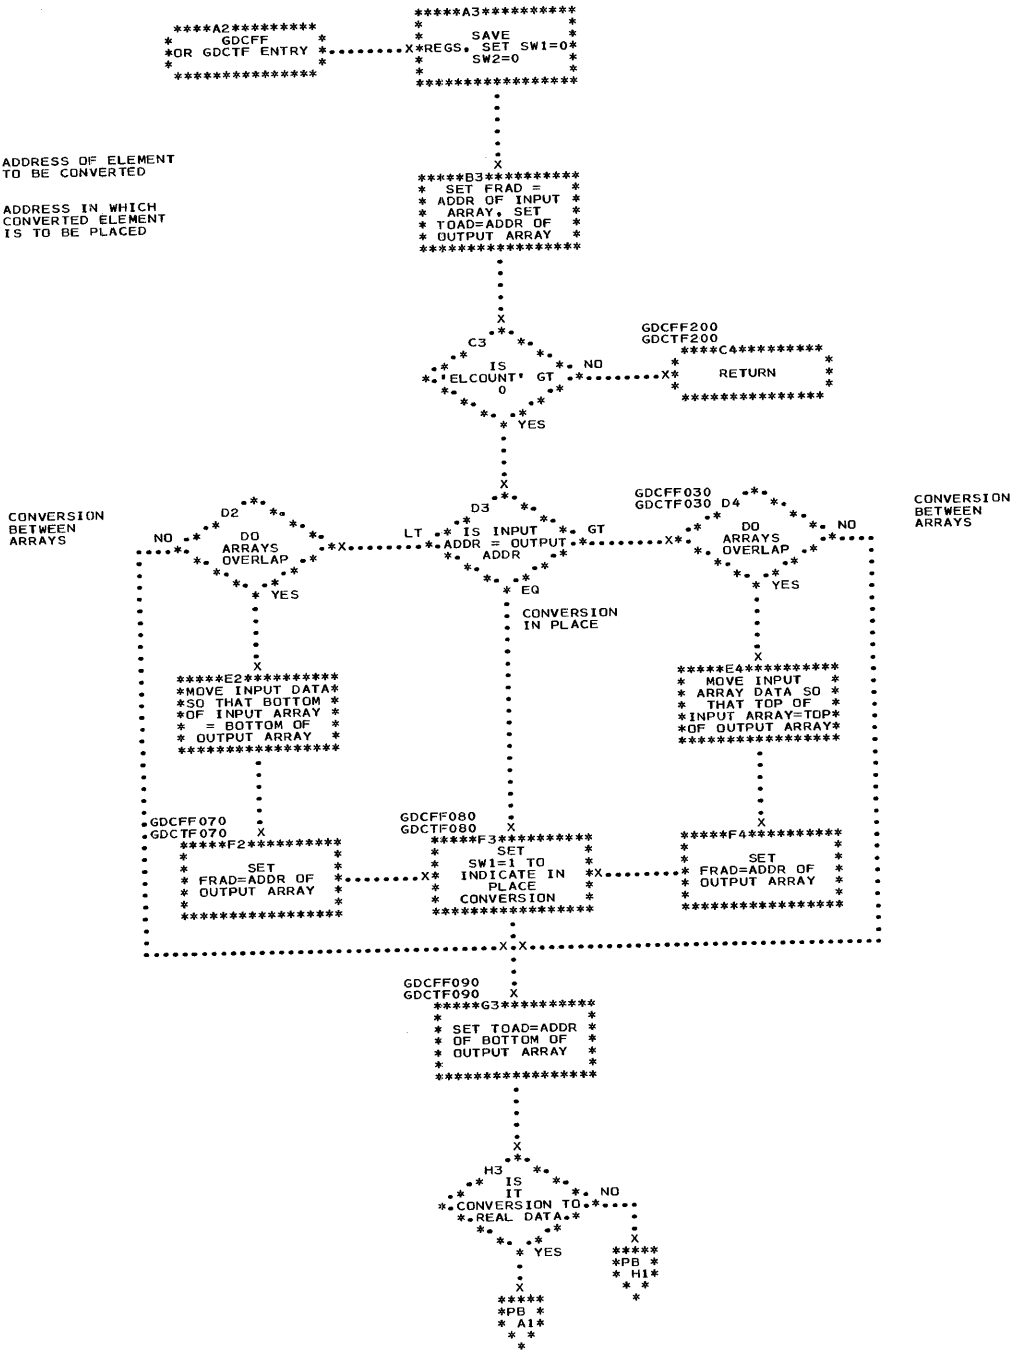 ****A2*********
GDCFF
*OR GDCTF ENTRY *
***************
*****A3**********
SAVE
*REGS, SET SW1=0*
SW2=0
*****************
X
ADDRESS OF ELEMENT
TO BE CONVERTED
ADDRESS IN WHICH
CONVERTED ELEMENT
IS TO BE PLACED
X
*****B3**********
* SET FRAD = *
* ADDR OF INPUT *
* ARRAY, SET *
* TOAD=ADDR OF *
* OUTPUT ARRAY *
*****************
X
C3
IS
'ELCOUNT' GT
0
NO
YES
GDCFF200
GDCTF200
X
****C4*********
RETURN
***************
X
D3
IS INPUT
ADDR = OUTPUT
ADDR
LT
GT
EQ
CONVERSION
IN PLACE
CONVERSION
BETWEEN
ARRAYS
X
D2
DO
ARRAYS
OVERLAP
NO
YES
GDCFF030
GDCTF030
X
D4
DO
ARRAYS
OVERLAP
NO
YES
CONVERSION
BETWEEN
ARRAYS
X
*****E2**********
*MOVE INPUT DATA*
*SO THAT BOTTOM *
*OF INPUT ARRAY *
* = BOTTOM OF *
* OUTPUT ARRAY *
*****************
X
*****E4**********
* MOVE INPUT *
* ARRAY DATA SO *
* THAT TOP OF *
*INPUT ARRAY=TOP*
*OF OUTPUT ARRAY*
*****************
GDCFF070
GDCTF070
X
*****F2**********
* SET *
* FRAD=ADDR OF *
* OUTPUT ARRAY *
*****************
GDCFF080
GDCTF080
X
*****F3**********
* SET *
* SW1=1 TO *
X* INDICATE IN *X
* PLACE *
* CONVERSION *
*****************
X
*****F4**********
* SET *
* FRAD=ADDR OF *
* OUTPUT ARRAY *
*****************
X X
GDCFF090
GDCTF090
X
*****G3**********
* SET TOAD=ADDR *
* OF BOTTOM OF *
* OUTPUT ARRAY *
*****************
X
H3
IS
IT
CONVERSION TO
REAL DATA
NO
YES
X
*****
*PB *
* H1*
* *
*
X
*****
*PB *
* A1*
* *
*